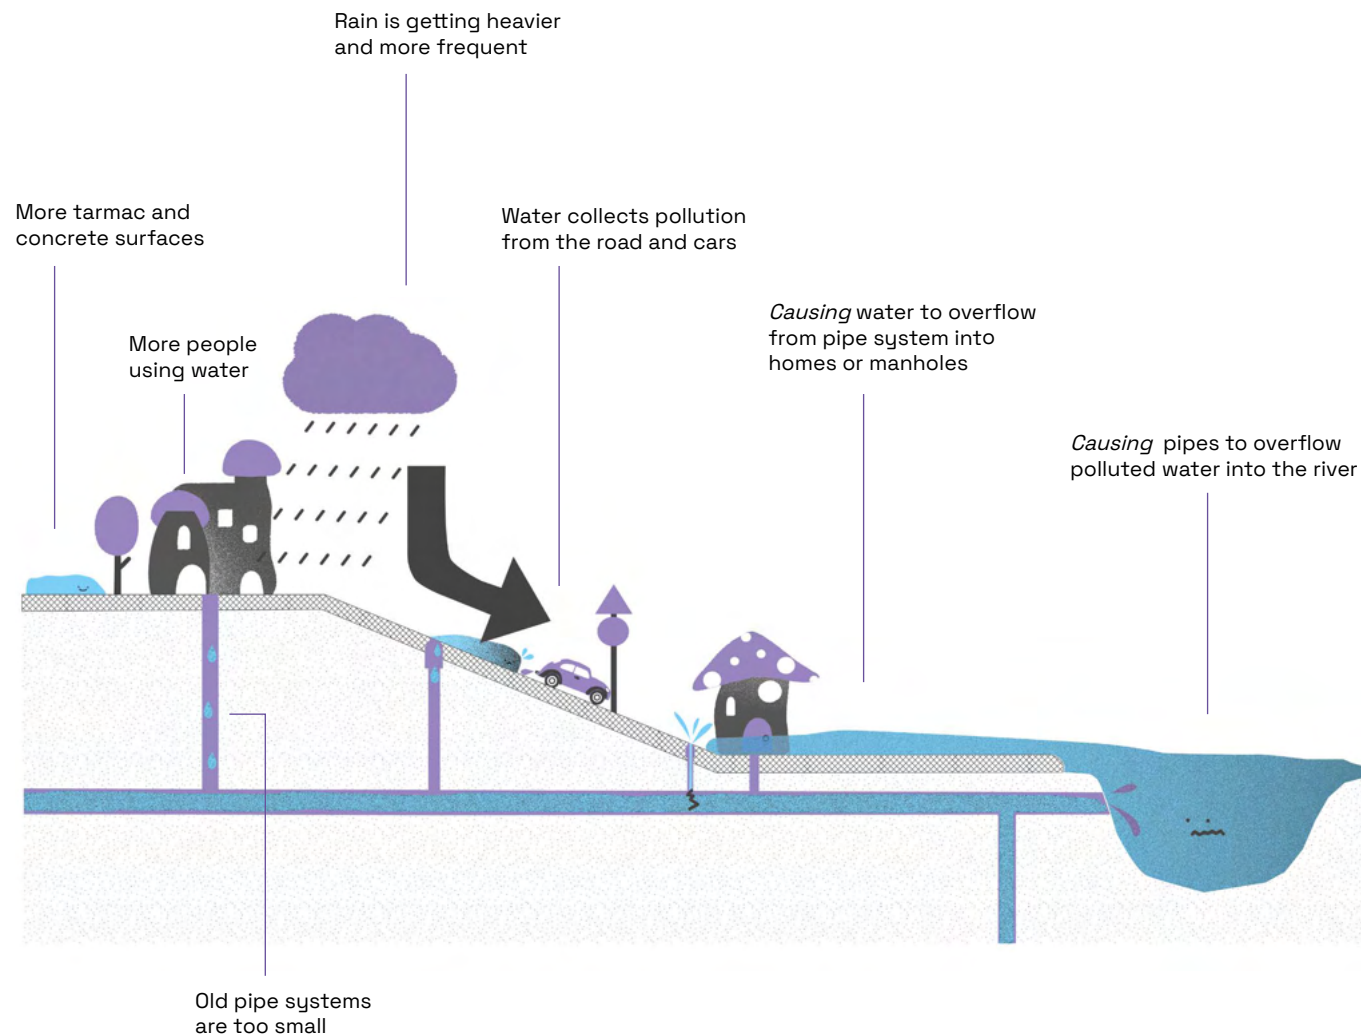 Rain is getting heavier
and more frequent
More tarmac and
concrete surfaces
Water collects pollution
from the road and cars
More people
using water
Causing water to overflow
from pipe system into
homes or manholes
Causing pipes to overflow
polluted water into the river
Old pipe systems
are too small